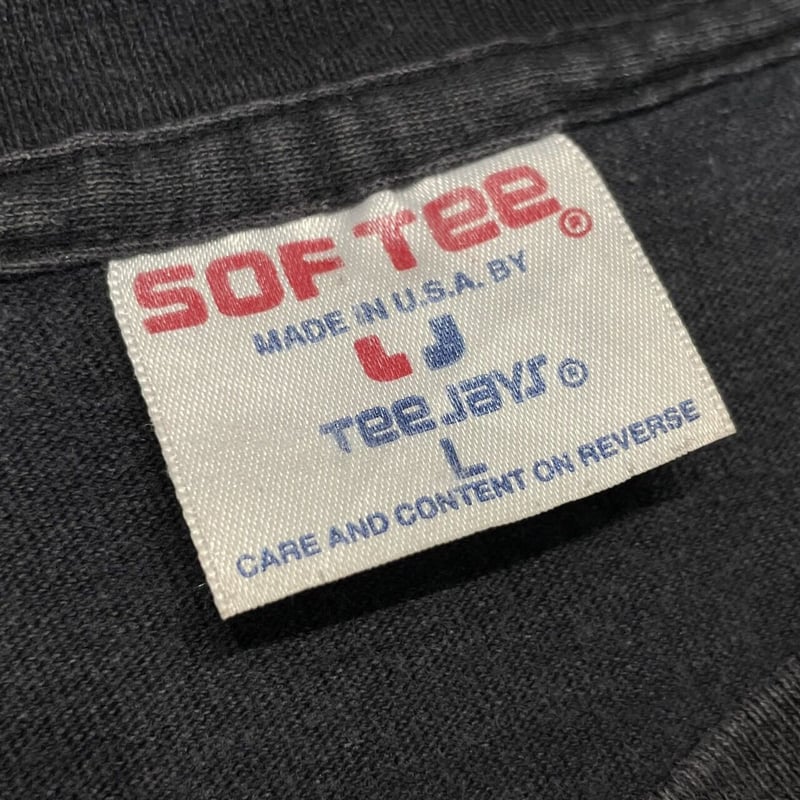 SOF TEE®
MADE IN U.S.A. BY
TEE JAYS®
L
CARE AND CONTENT ON REVERSE